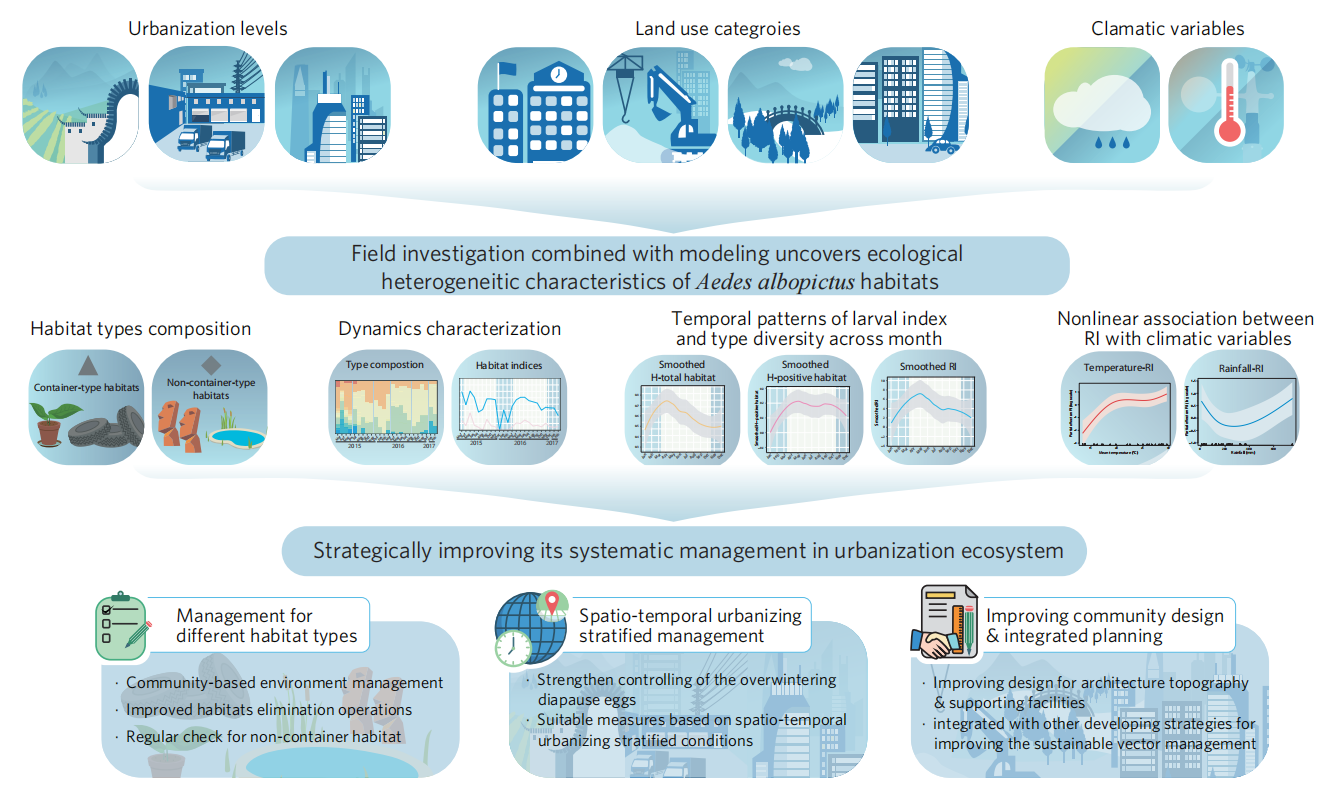 Urbanization levels
Land use categroies
Clamatic variables
Field investigation combined with modeling uncovers ecological
heterogeneitic characteristics of Aedes albopictus habitats
Habitat types composition
Dynamics characterization
Temporal patterns of larval index
and type diversity across month
Nonlinear association between
RI with climatic variables
Container-type habitats
Non-container-type
habitats
Type compostion
2015
2016
2017
Habitat indices
2015
2016
2017
Smoothed
H-total habitat
Smoothed
H-positive habitat
Smoothed RI
Temperature-RI
Mean temperature (°C)
Rainfall-RI
Rainfall (mm)
Strategically improving its systematic management in urbanization ecosystem
Management for
different habitat types
· Community-based environment management
· Improved habitats elimination operations
· Regular check for non-container habitat
Spatio-temporal urbanizing
stratified management
· Strengthen controlling of the overwintering
diapause eggs
· Suitable measures based on spatio-temporal
urbanizing stratified conditions
Improving community design
& integrated planning
· Improving design for architecture topography
& supporting facilities
· integrated with other developing strategies for
improving the sustainable vector management